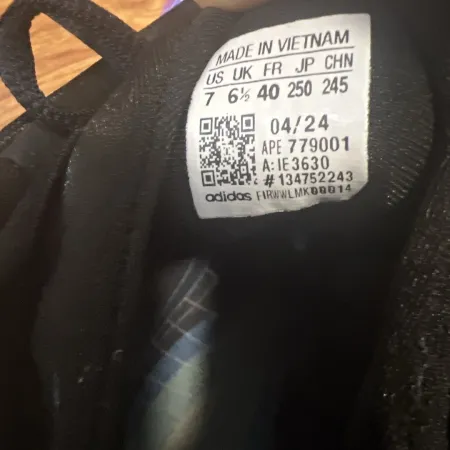 MADE IN VIETNAM
US UK FR JP CHN
7 6½ 40 250 245
04/24
APE 779001
A: IE3630
# 134752243
adidas FIRWWLMK00014